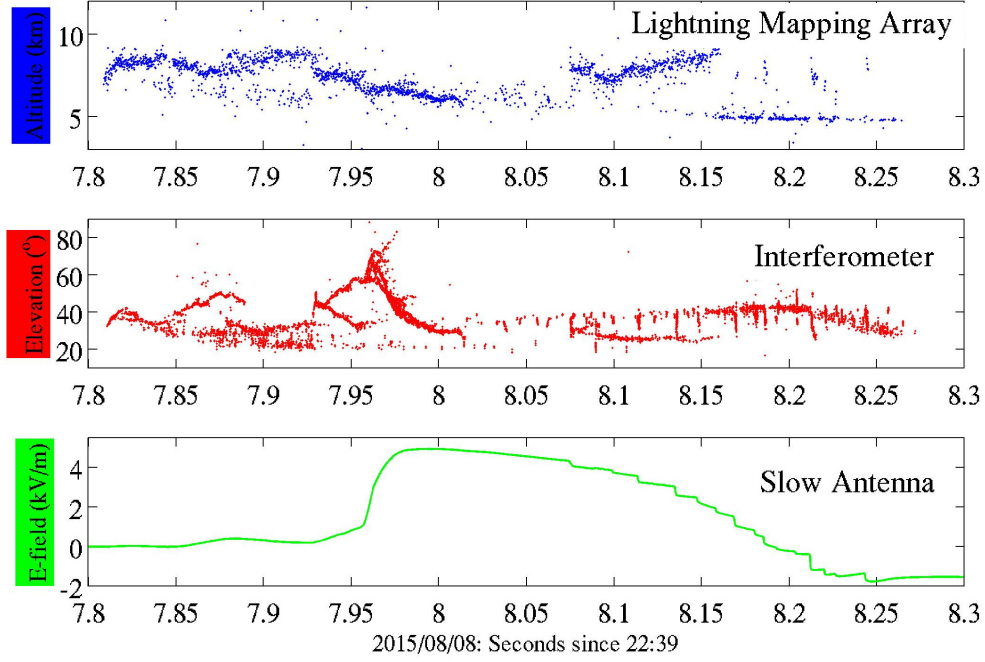 Lightning Mapping Array
Altitude (km)
10
5
7.8 7.85 7.9 7.95 8 8.05 8.1 8.15 8.2 8.25 8.3
Interferometer
Elevation (°)
80
60
40
20
7.8 7.85 7.9 7.95 8 8.05 8.1 8.15 8.2 8.25 8.3
Slow Antenna
E-field (kV/m)
4
2
0
-2
7.8 7.85 7.9 7.95 8 8.05 8.1 8.15 8.2 8.25 8.3
2015/08/08: Seconds since 22:39